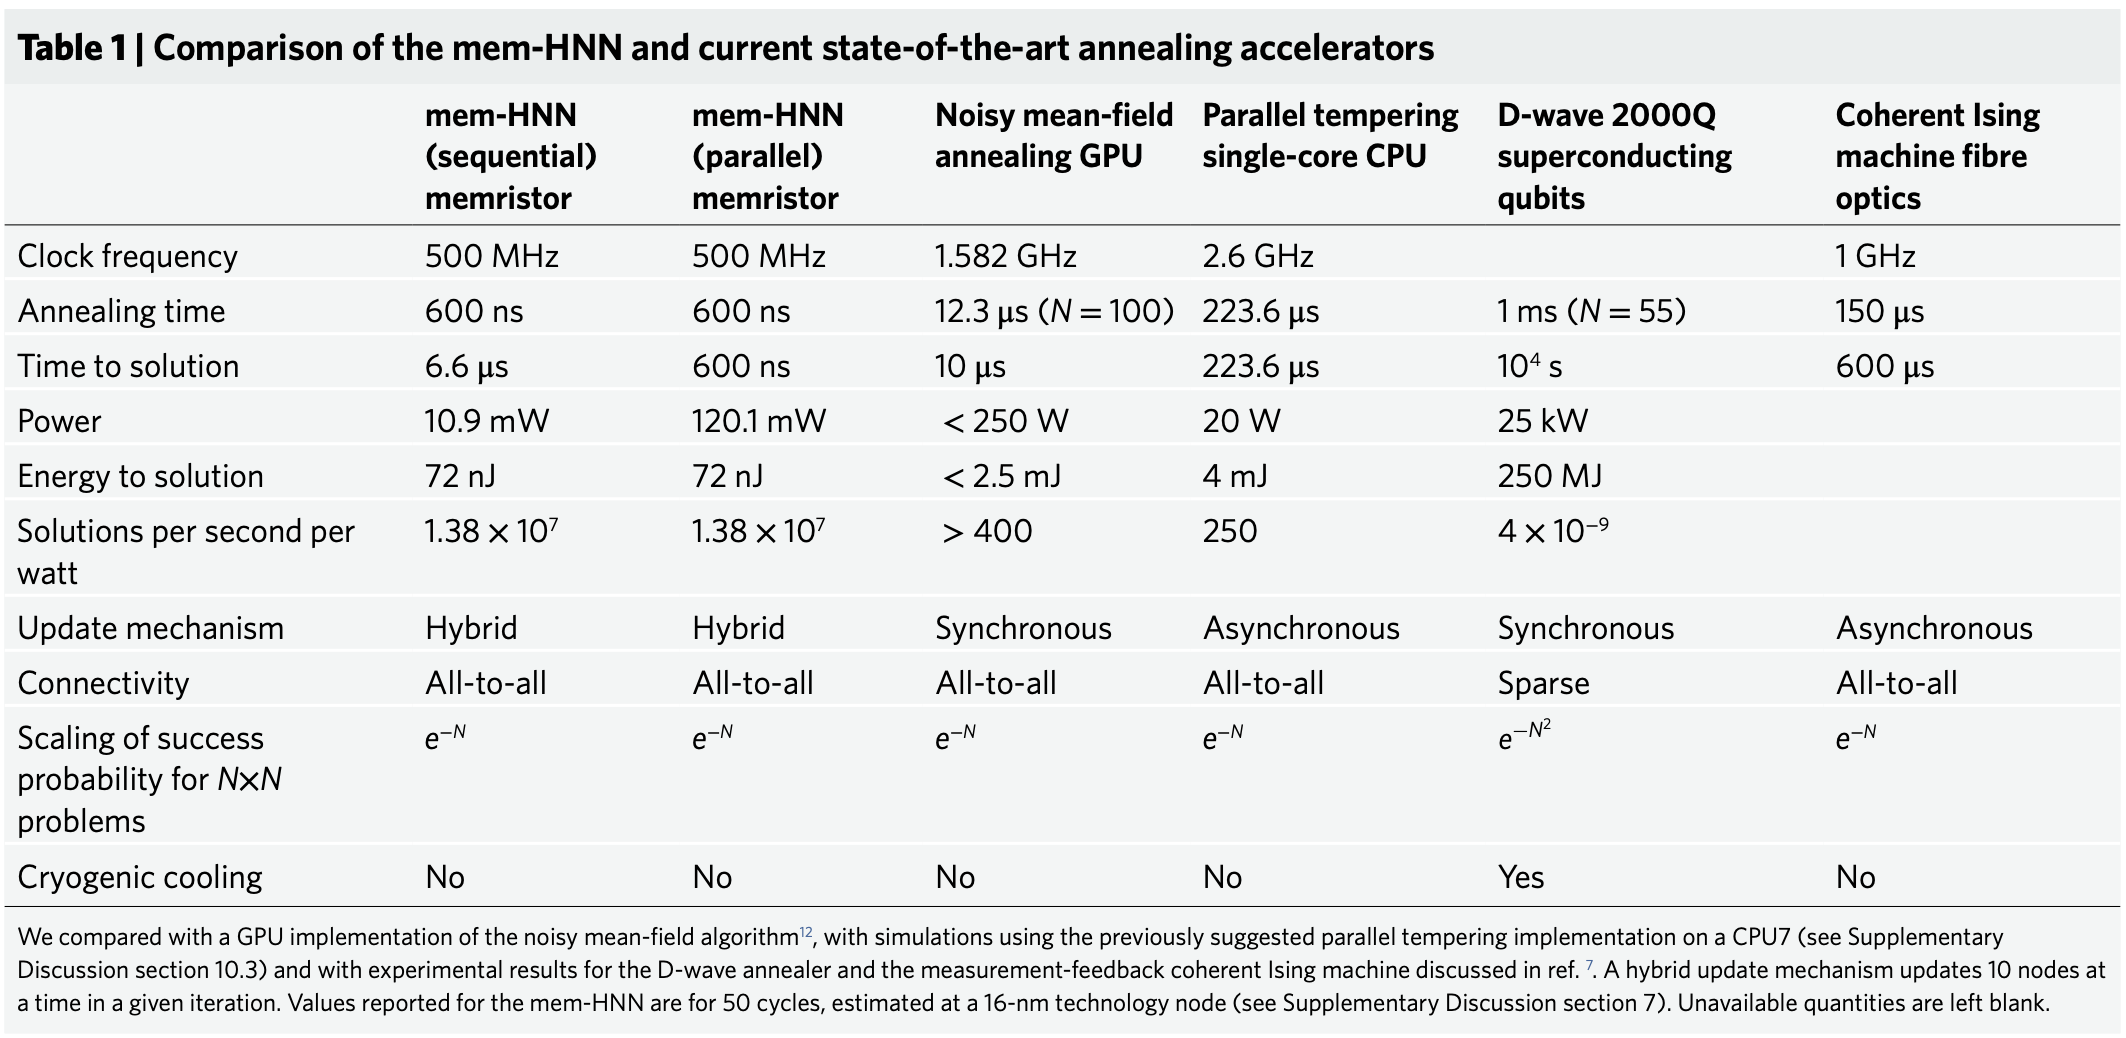 Table 1 | Comparison of the mem-HNN and current state-of-the-art annealing accelerators
mem-HNN (sequential) memristor | mem-HNN (parallel) memristor | Noisy mean-field annealing GPU | Parallel tempering single-core CPU | D-wave 2000Q superconducting qubits | Coherent Ising machine fibre optics
Clock frequency 500 MHz 500 MHz 1.582 GHz 2.6 GHz 1 GHz
Annealing time 600 ns 600 ns 12.3 μs (N = 100) 223.6 μs 1 ms (N = 55) 150 μs
Time to solution 6.6 μs 600 ns 10 μs 223.6 μs 10⁴ s 600 μs
Power 10.9 mW 120.1 mW < 250 W 20 W 25 kW
Energy to solution 72 nJ 72 nJ < 2.5 mJ 4 mJ 250 MJ
Solutions per second per watt 1.38 × 10⁷ 1.38 × 10⁷ > 400 250 4 × 10⁻⁹
Update mechanism Hybrid Hybrid Synchronous Asynchronous Synchronous Asynchronous
Connectivity All-to-all All-to-all All-to-all All-to-all Sparse All-to-all
Scaling of success probability for N×N problems e^−N e^−N e^−N e^−N e^−N² e^−N
Cryogenic cooling No No No No Yes No
We compared with a GPU implementation of the noisy mean-field algorithm¹², with simulations using the previously suggested parallel tempering implementation on a CPU7 (see Supplementary
Discussion section 10.3) and with experimental results for the D-wave annealer and the measurement-feedback coherent Ising machine discussed in ref. ⁷. A hybrid update mechanism updates 10 nodes at
a time in a given iteration. Values reported for the mem-HNN are for 50 cycles, estimated at a 16-nm technology node (see Supplementary Discussion section 7). Unavailable quantities are left blank.